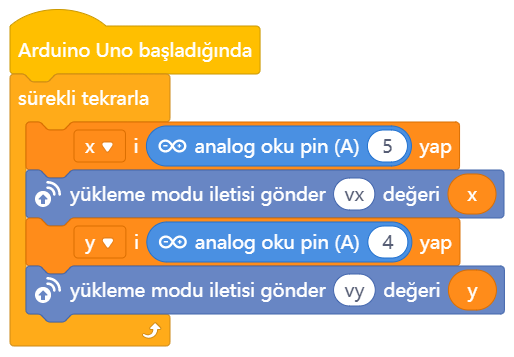 Arduino Uno başladığında
sürekli tekrarla
x i analog oku pin (A) 5 yap
yükleme modu iletisi gönder vx değeri x
y i analog oku pin (A) 4 yap
yükleme modu iletisi gönder vy değeri y